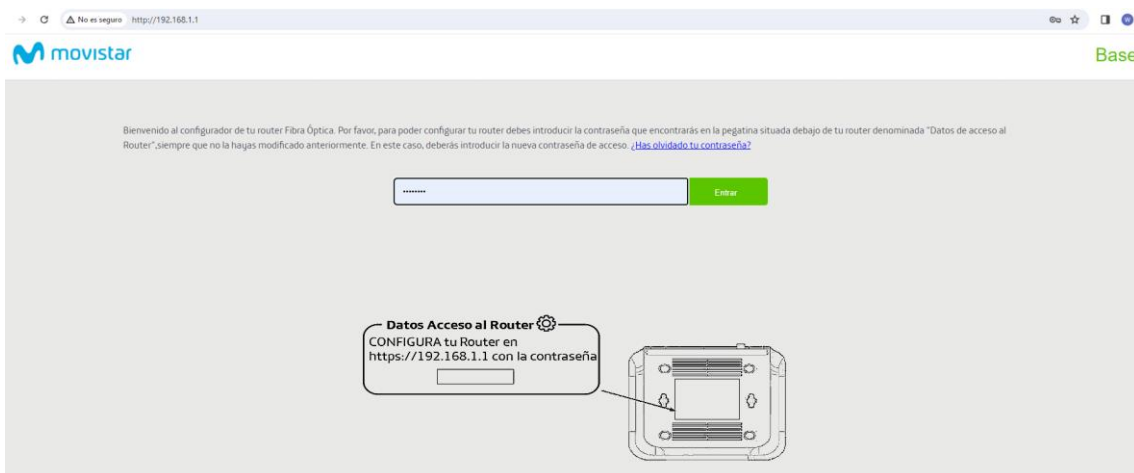 No es seguro http://192.168.1.1
movistar
Base
Bienvenido al configurador de tu router Fibra Óptica. Por favor, para poder configurar tu router debes introducir la contraseña que encontrarás en la pegatina situada debajo de tu router denominada "Datos de acceso al
Router",siempre que no la hayas modificado anteriormente. En este caso, deberás introducir la nueva contraseña de acceso. ¿Has olvidado tu contraseña?
........
Entrar
Datos Acceso al Router
CONFIGURA tu Router en
https://192.168.1.1 con la contraseña